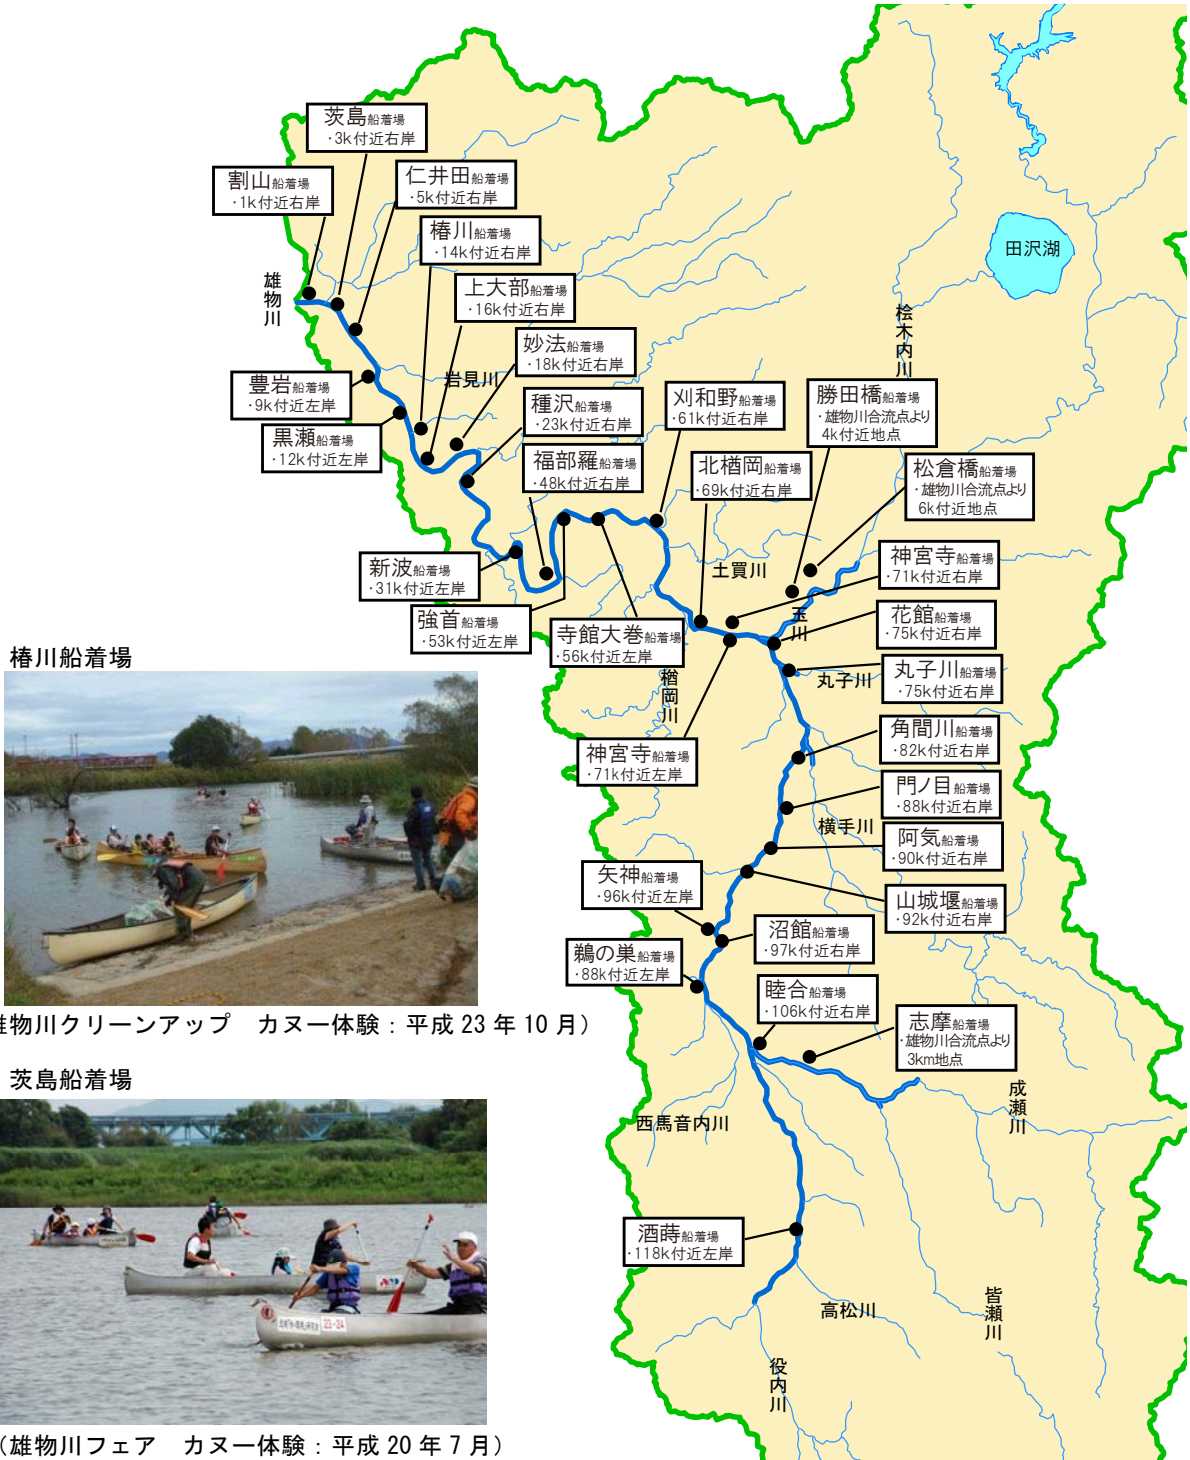 茨島船着場
・3k付近右岸
割山船着場
・1k付近右岸
仁井田船着場
・5k付近右岸
椿川船着場
・14k付近右岸
上大部船着場
・16k付近右岸
妙法船着場
・18k付近右岸
種沢船着場
・23k付近右岸
福部羅船着場
・48k付近右岸
刈和野船着場
・61k付近右岸
北楢岡船着場
・69k付近右岸
勝田橋船着場
・雄物川合流点より
4k付近地点
松倉橋船着場
・雄物川合流点より
6k付近地点
神宮寺船着場
・71k付近右岸
花館船着場
・75k付近右岸
丸子川船着場
・75k付近右岸
角間川船着場
・82k付近右岸
門ノ目船着場
・88k付近右岸
阿気船着場
・90k付近右岸
山城堰船着場
・92k付近右岸
沼館船着場
・97k付近右岸
睦合船着場
・106k付近右岸
志摩船着場
・雄物川合流点より
3km地点
豊岩船着場
・9k付近左岸
黒瀬船着場
・12k付近左岸
新波船着場
・31k付近左岸
強首船着場
・53k付近左岸
寺館大巻船着場
・56k付近左岸
神宮寺船着場
・71k付近左岸
矢神船着場
・96k付近左岸
鵜の巣船着場
・88k付近左岸
酒蒔船着場
・118k付近左岸
雄物川
岩見川
田沢湖
桧木内川
土買川
玉川
楢岡川
丸子川
横手川
西馬音内川
成瀬川
皆瀬川
高松川
役内川
椿川船着場
雄物川クリーンアップ　カヌー体験：平成 23 年 10 月）
茨島船着場
23-24
（雄物川フェア　カヌー体験：平成 20 年 7 月）